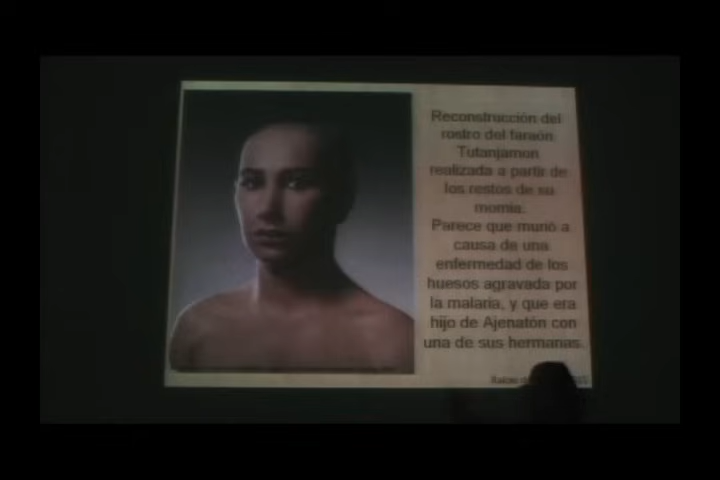 Reconstrucción del
rostro del faraón
Tutanjamon
realizada a partir de
los restos de su
momia.
Parece que murió a
causa de una
enfermedad de los
huesos agravada por
la malaria, y que era
hijo de Ajenatón con
una de sus hermanas.